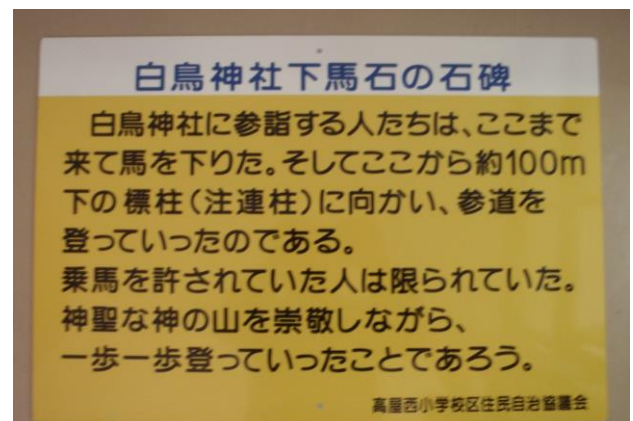 白鳥神社下馬石の石碑
白鳥神社に参詣する人たちは、ここまで
来て馬を下りた。そしてここから約100m
下の標柱(注連柱)に向かい、参道を
登っていったのである。
乗馬を許されていた人は限られていた。
神聖な神の山を崇敬しながら、
一歩一歩登っていったことであろう。
高屋西小学校区住民自治協議会